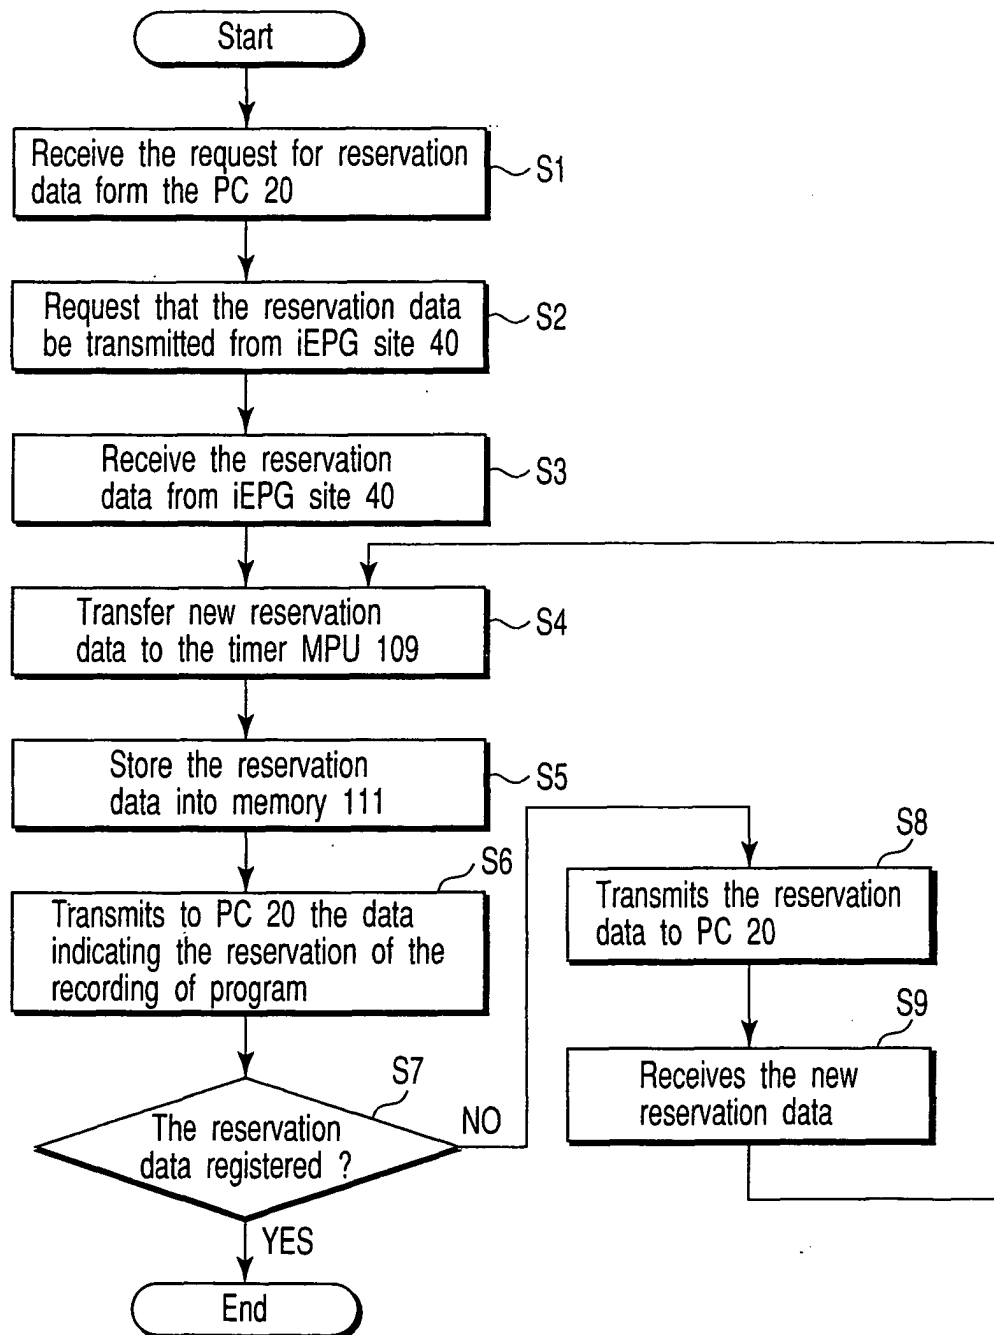 Start
Receive the request for reservation
data form the PC 20
S1
Request that the reservation data
be transmitted from iEPG site 40
S2
Receive the reservation
data from iEPG site 40
S3
Transfer new reservation
data to the timer MPU 109
S4
Store the reservation
data into memory 111
S5
S6
Transmits to PC 20 the data
indicating the reservation of the
recording of program
S7
The reservation
data registered ?
NO
YES
End
S8
Transmits the reservation
data to PC 20
S9
Receives the new
reservation data